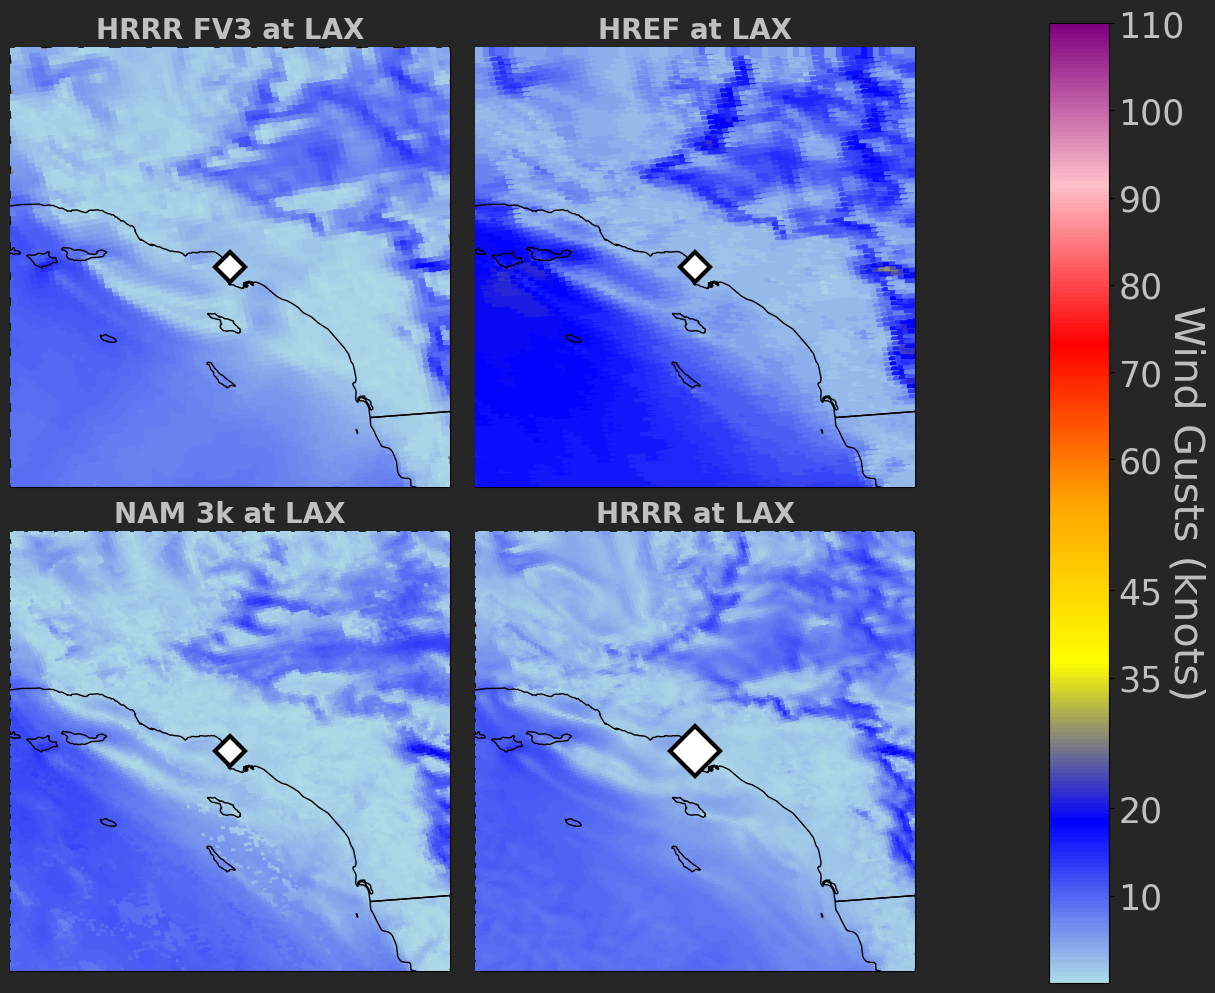 HRRR FV3 at LAX
HREF at LAX
NAM 3k at LAX
HRRR at LAX
110
100
90
80
70
60
45
35
20
10
Wind Gusts (knots)